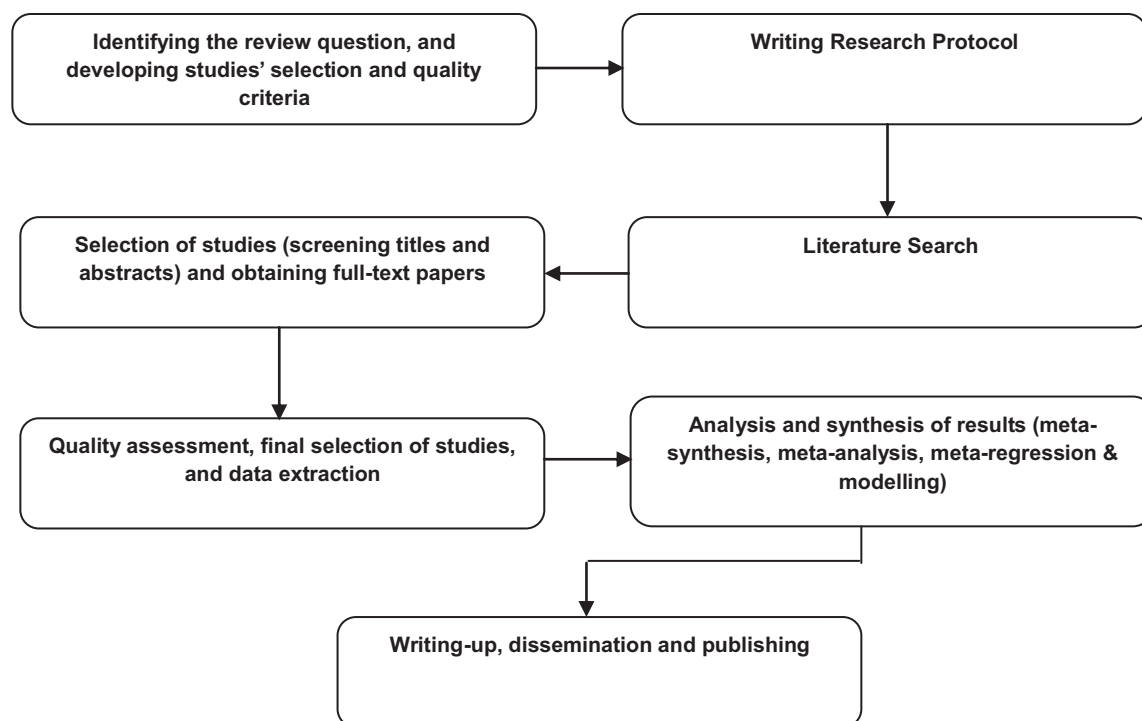 Identifying the review question, and
developing studies’ selection and quality
criteria
Writing Research Protocol
Literature Search
Selection of studies (screening titles and
abstracts) and obtaining full-text papers
Quality assessment, final selection of studies,
and data extraction
Analysis and synthesis of results (meta-
synthesis, meta-analysis, meta-regression &
modelling)
Writing-up, dissemination and publishing